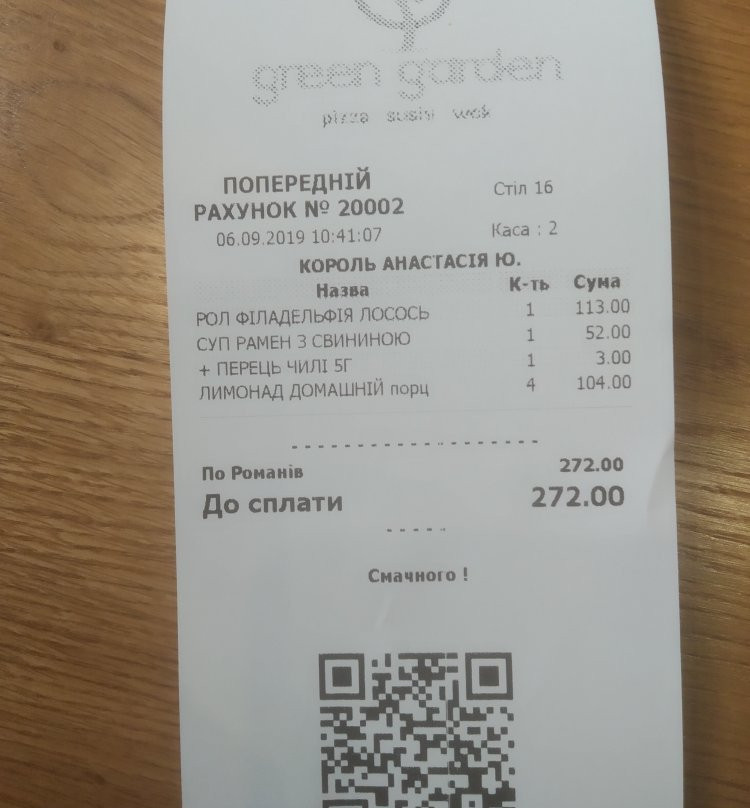 green garden
pizza sushi wok
ПОПЕРЕДНІЙ
РАХУНОК № 20002
Стіл 16
06.09.2019 10:41:07
Каса : 2
КОРОЛЬ АНАСТАСІЯ Ю.
Назва К-ть Сума
РОЛ ФІЛАДЕЛЬФІЯ ЛОСОСЬ 1 113.00
СУП РАМЕН З СВИНИНОЮ 1 52.00
+ ПЕРЕЦЬ ЧИЛІ 5Г 1 3.00
ЛИМОНАД ДОМАШНІЙ порц 4 104.00
По Романів 272.00
До сплати 272.00
Смачного !